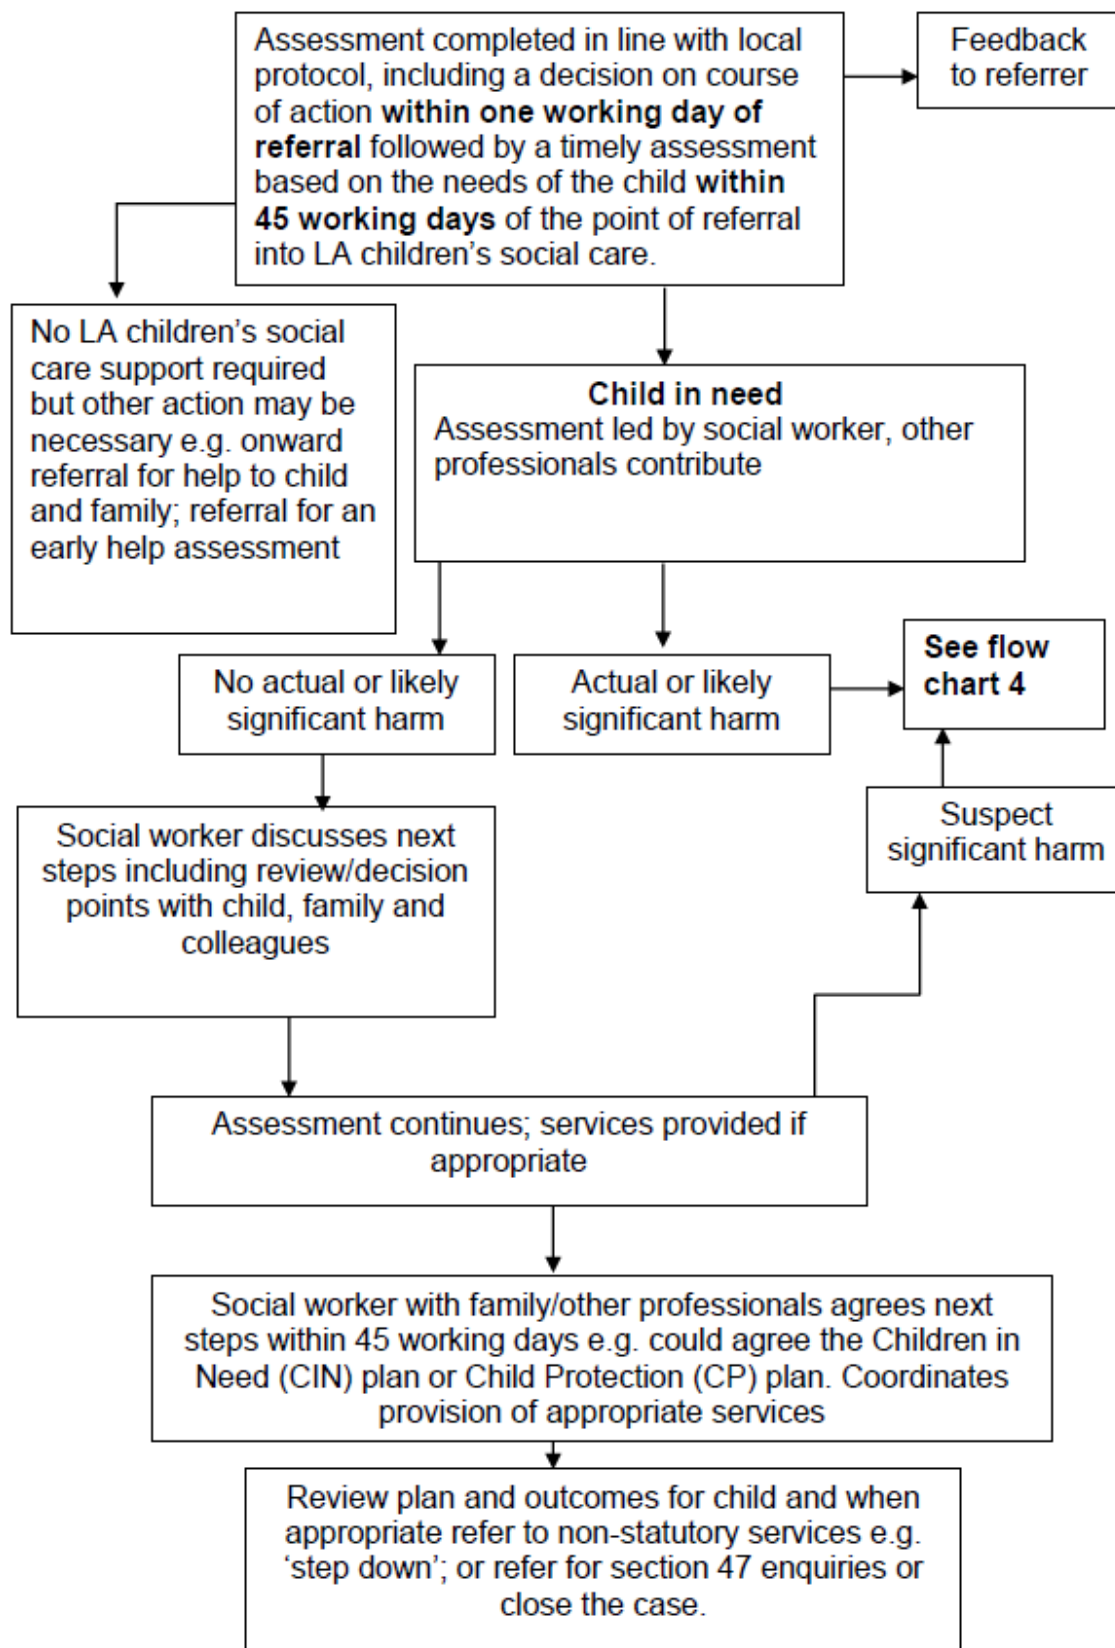 Assessment completed in line with local
protocol, including a decision on course
of action within one working day of
referral followed by a timely assessment
based on the needs of the child within
45 working days of the point of referral
into LA children's social care.
Feedback
to referrer
No LA children's social
care support required
but other action may be
necessary e.g. onward
referral for help to child
and family; referral for an
early help assessment
Child in need
Assessment led by social worker, other
professionals contribute
No actual or likely
significant harm
Actual or likely
significant harm
See flow
chart 4
Suspect
significant harm
Social worker discusses next
steps including review/decision
points with child, family and
colleagues
Assessment continues; services provided if
appropriate
Social worker with family/other professionals agrees next
steps within 45 working days e.g. could agree the Children in
Need (CIN) plan or Child Protection (CP) plan. Coordinates
provision of appropriate services
Review plan and outcomes for child and when
appropriate refer to non-statutory services e.g.
‘step down’; or refer for section 47 enquiries or
close the case.